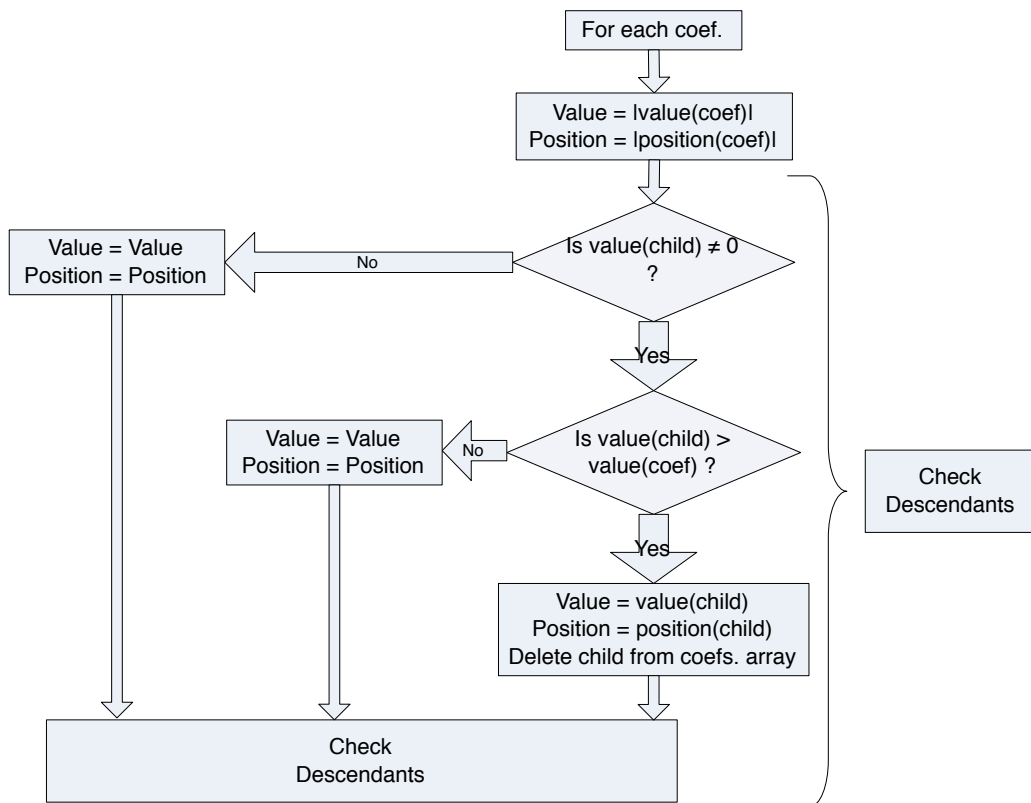 For each coef.
Value = |value(coef)|
Position = |position(coef)|
Is value(child) ≠ 0
?
No
Value = Value
Position = Position
Yes
Is value(child) >
value(coef) ?
No
Value = Value
Position = Position
Check
Descendants
Yes
Value = value(child)
Position = position(child)
Delete child from coefs. array
Check
Descendants